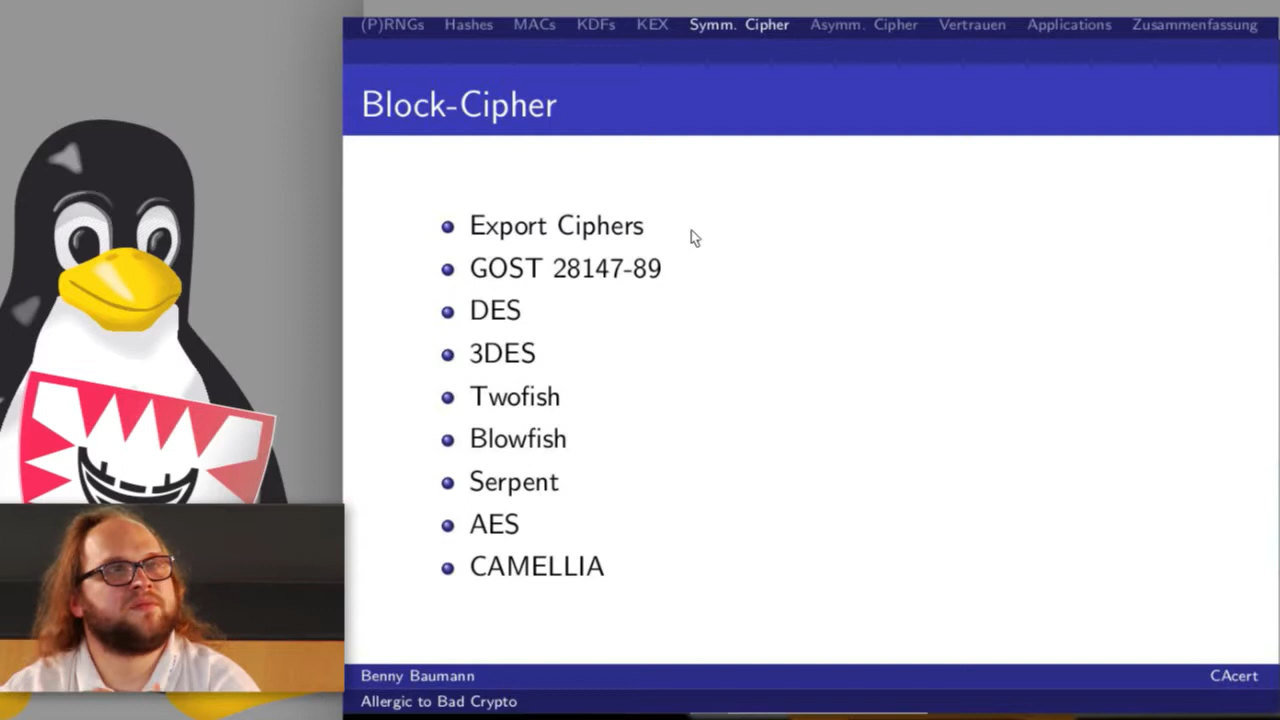 (P)RNGs Hashes MACs KDFs KEX Symm. Cipher Asymm. Cipher Vertrauen Applications Zusammenfassung
Block-Cipher
Export Ciphers
GOST 28147-89
DES
3DES
Twofish
Blowfish
Serpent
AES
CAMELLIA
Benny Baumann CAcert
Allergic to Bad Crypto